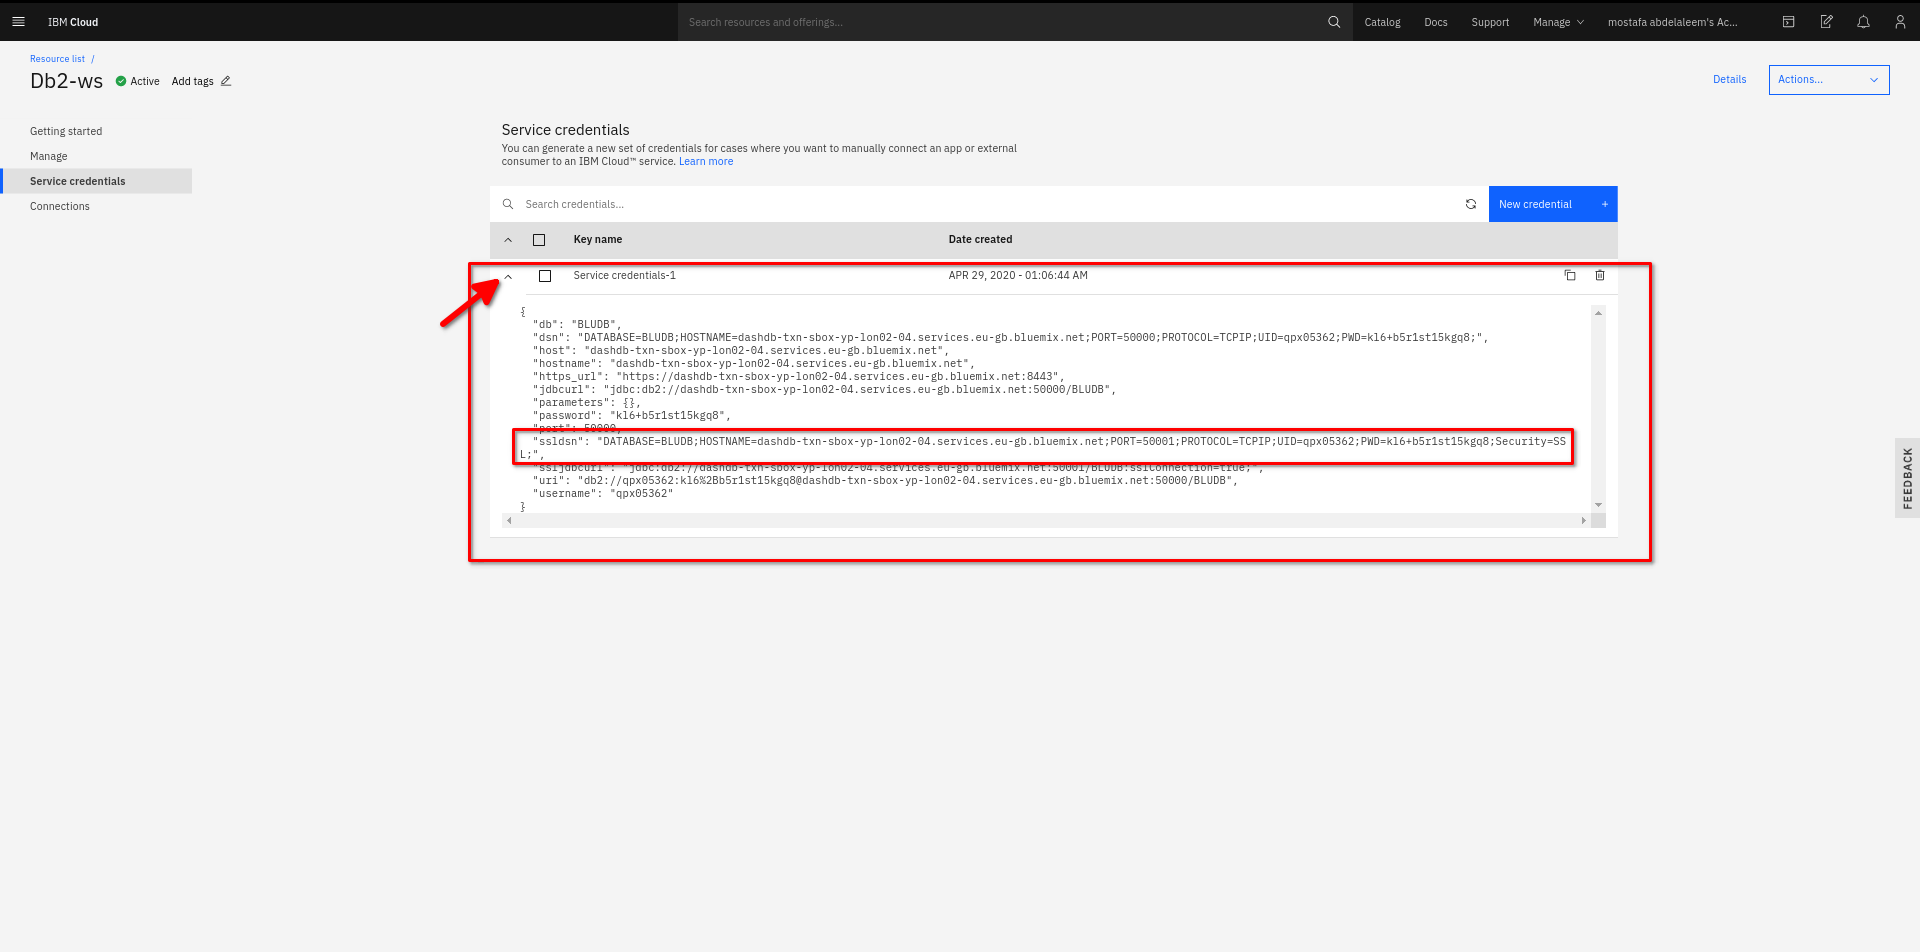 IBM Cloud
Search resources and offerings...
Catalog
Docs
Support
Manage
mostafa abdelaleem's Ac...
Resource list /
Db2-ws
Active
Add tags
Details
Actions...
Getting started
Manage
Service credentials
Connections
Service credentials
You can generate a new set of credentials for cases where you want to manually connect an app or external
consumer to an IBM Cloud™ service. Learn more
Search credentials...
New credential +
Key name
Date created
Service credentials-1
APR 29, 2020 - 01:06:44 AM
{
"db": "BLUDB",
"dsn": "DATABASE=BLUDB;HOSTNAME=dashdb-txn-sbox-yp-lon02-04.services.eu-gb.bluemix.net;PORT=50000;PROTOCOL=TCPIP;UID=qpx05362;PWD=kl6+b5r1st15kgq8;",
"host": "dashdb-txn-sbox-yp-lon02-04.services.eu-gb.bluemix.net",
"hostname": "dashdb-txn-sbox-yp-lon02-04.services.eu-gb.bluemix.net",
"https_url": "https://dashdb-txn-sbox-yp-lon02-04.services.eu-gb.bluemix.net:8443",
"jdbcurl": "jdbc:db2://dashdb-txn-sbox-yp-lon02-04.services.eu-gb.bluemix.net:50000/BLUDB",
"parameters": {},
"password": "kl6+b5r1st15kgq8",
"port": 50000,
"ssldsn": "DATABASE=BLUDB;HOSTNAME=dashdb-txn-sbox-yp-lon02-04.services.eu-gb.bluemix.net;PORT=50001;PROTOCOL=TCPIP;UID=qpx05362;PWD=kl6+b5r1st15kgq8;Security=SS
L;",
"ssljdbcurl": "jdbc:db2://dashdb-txn-sbox-yp-lon02-04.services.eu-gb.bluemix.net:50001/BLUDB:sslConnection=true;",
"uri": "db2://qpx05362:kl6%2Bb5r1st15kgq8@dashdb-txn-sbox-yp-lon02-04.services.eu-gb.bluemix.net:50000/BLUDB",
"username": "qpx05362"
}
FEEDBACK